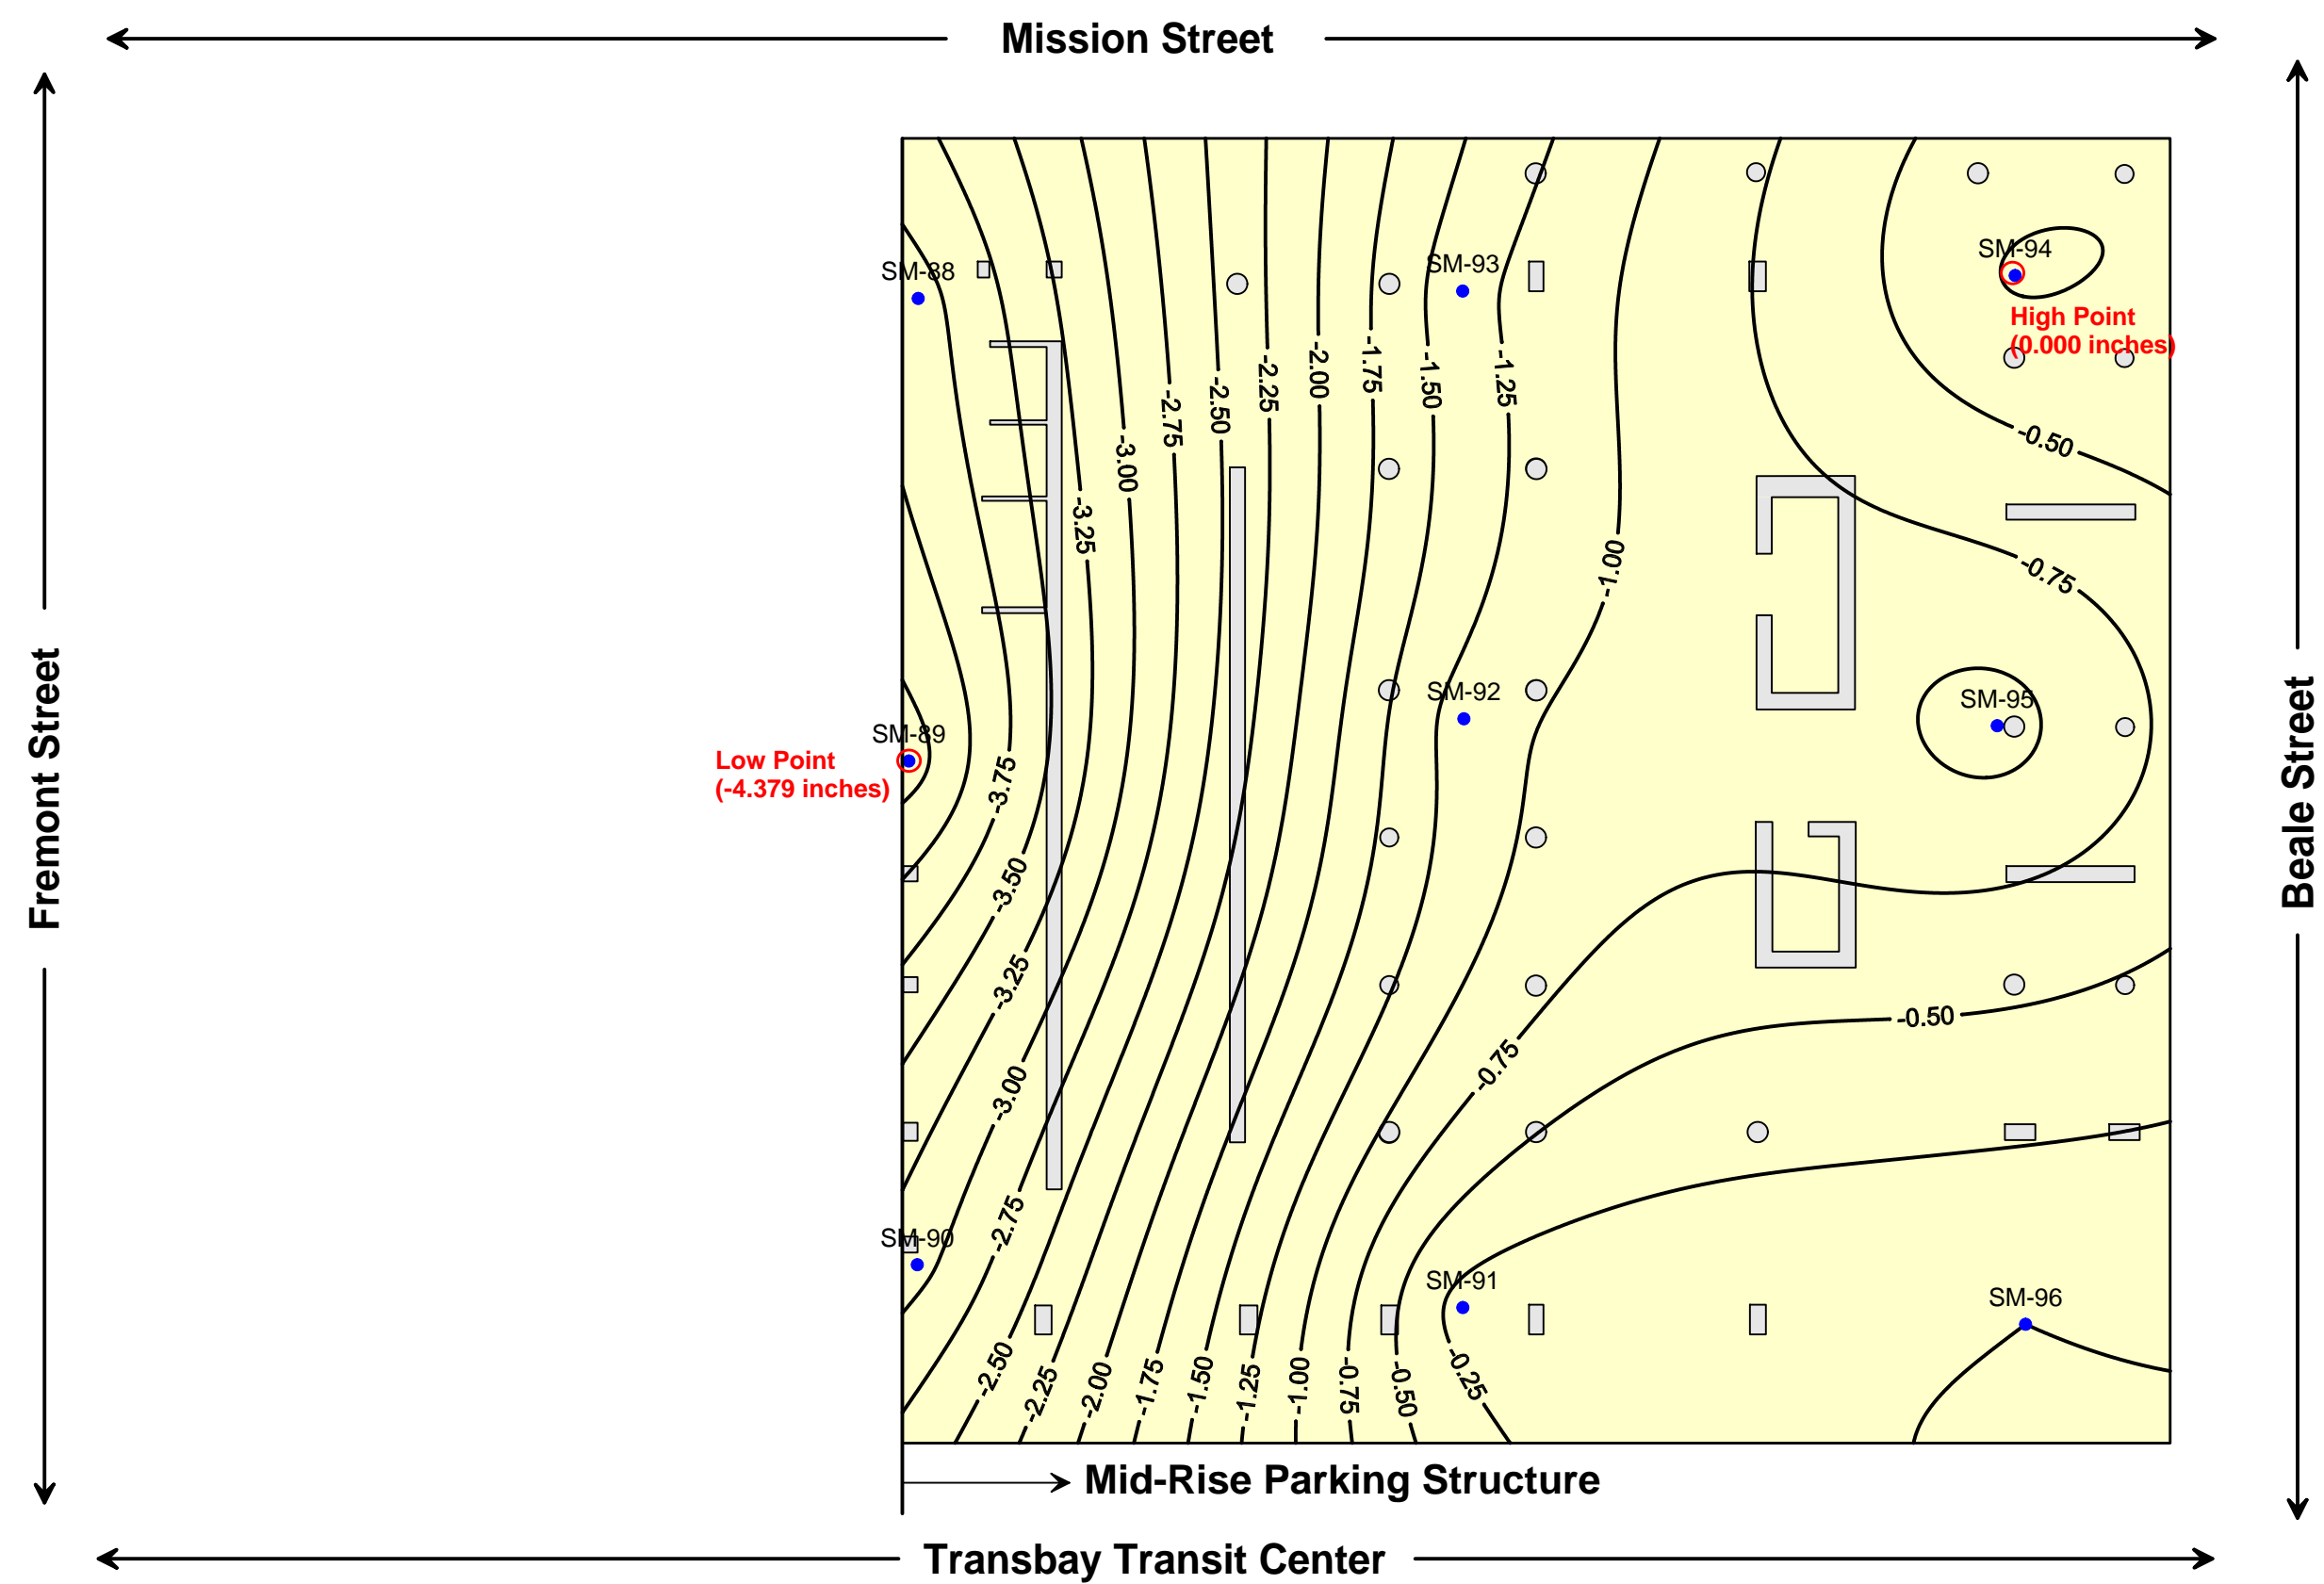 Mission Street
SM-88
SM-93
SM-94
High Point
(0.000 inches)
-2.75
-2.50
-2.25
-2.00
-1.75
-1.50
-1.25
-3.00
-3.25
-0.50
-1.00
-0.75
Fremont Street
Beale Street
SM-92
SM-95
SM-89
Low Point
(-4.379 inches)
-3.75
-3.50
-3.25
-0.50
-3.00
-0.75
-2.75
SM-90
SM-91
SM-96
-2.50
-2.25
-2.00
-1.75
-1.50
-1.25
-1.00
-0.75
-0.50
-0.25
Mid-Rise Parking Structure
Transbay Transit Center